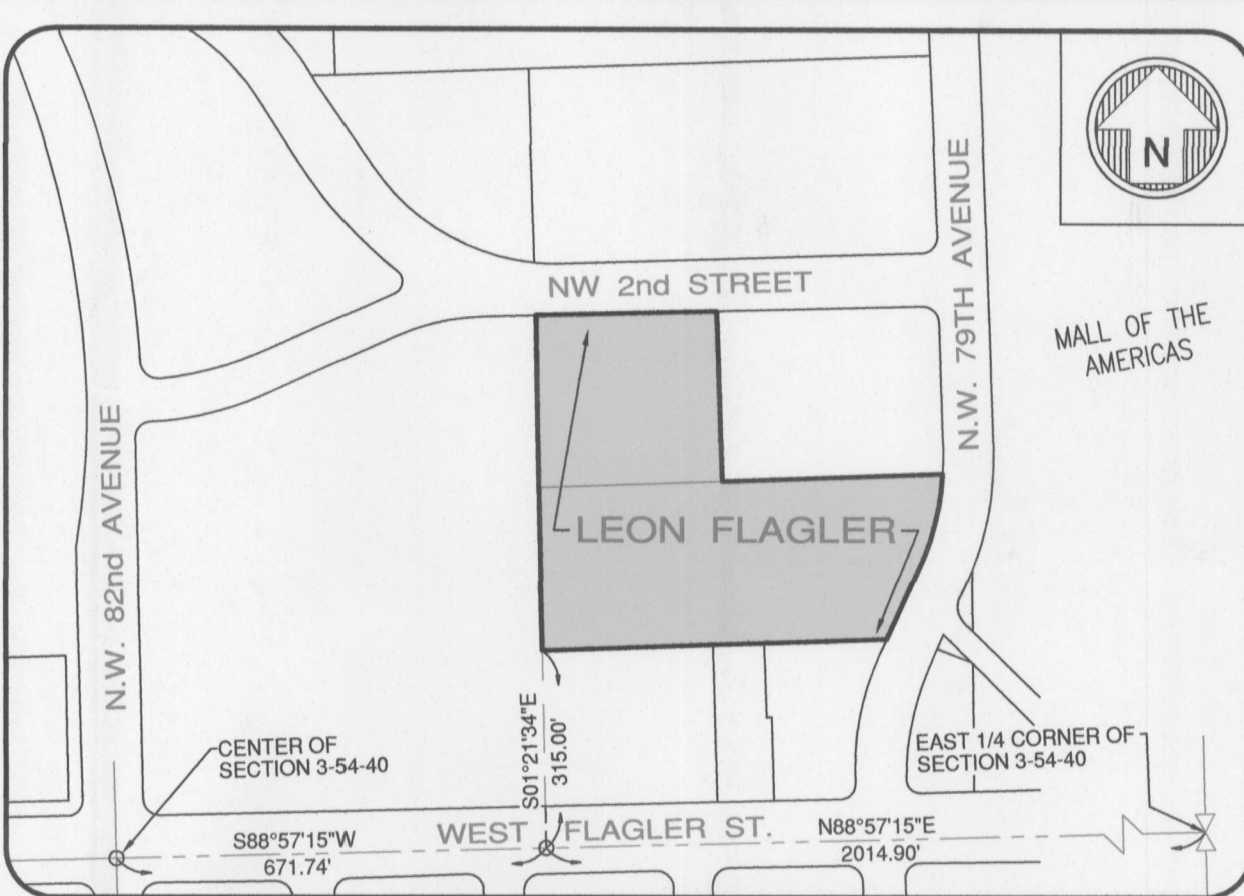 N
N.W. 79TH AVENUE
NW 2nd STREET
MALL OF THE
AMERICAS
N.W. 82nd AVENUE
LEON FLAGLER
S01°21'34"E
315.00'
CENTER OF
SECTION 3-54-40
EAST 1/4 CORNER OF
SECTION 3-54-40
S88°57'15"W
671.74'
WEST FLAGLER ST.
N88°57'15"E
2014.90'